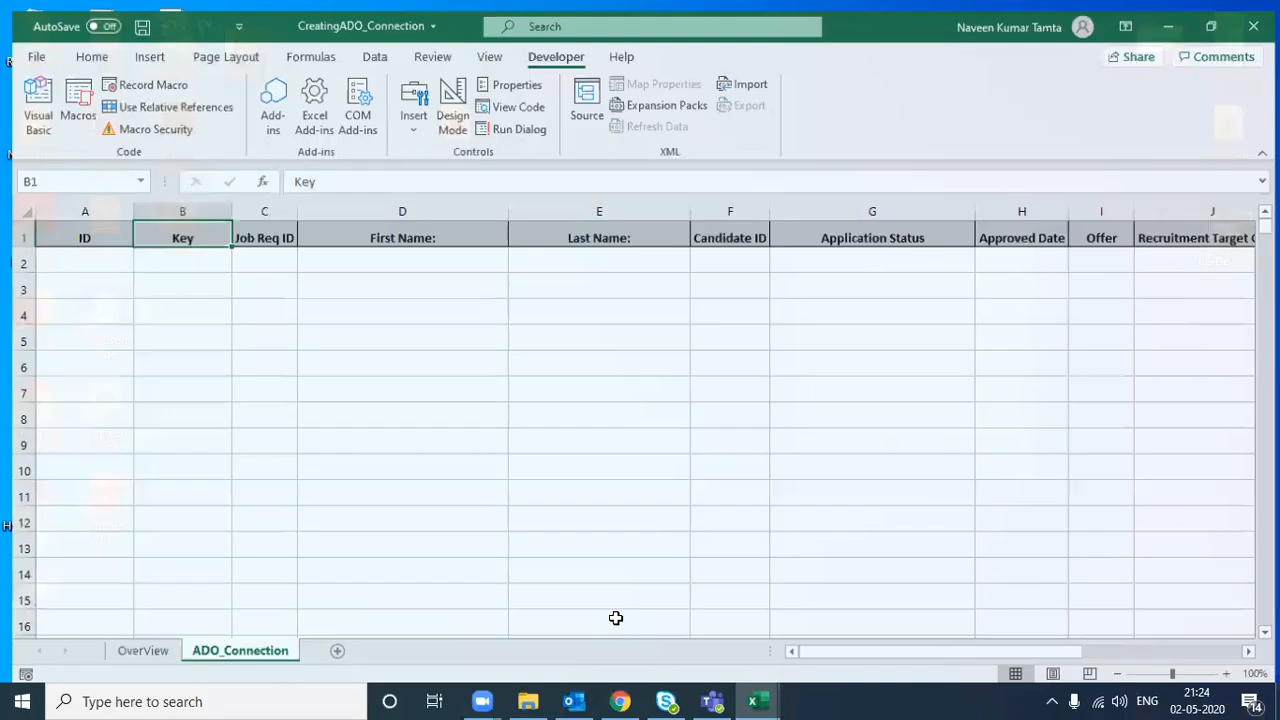 AutoSave Off CreatingADO_Connection Search Naveen Kumar Tamta
File Home Insert Page Layout Formulas Data Review View Developer Help Share Comments
Visual Basic Macros Record Macro Use Relative References Macro Security
Add-ins Excel Add-ins COM Add-ins
Insert Design Mode Properties View Code Run Dialog
Source Map Properties Expansion Packs Refresh Data Import Export
Code Add-ins Controls XML
B1 fx Key
A B C D E F G H I J
1 ID Key Job Req ID First Name: Last Name: Candidate ID Application Status Approved Date Offer Recruitment Target
2
3
4
5
6
7
8
9
10
11
12
13
14
15
16
OverView ADO_Connection
100%
Type here to search ENG 21:24
02-05-2020 14